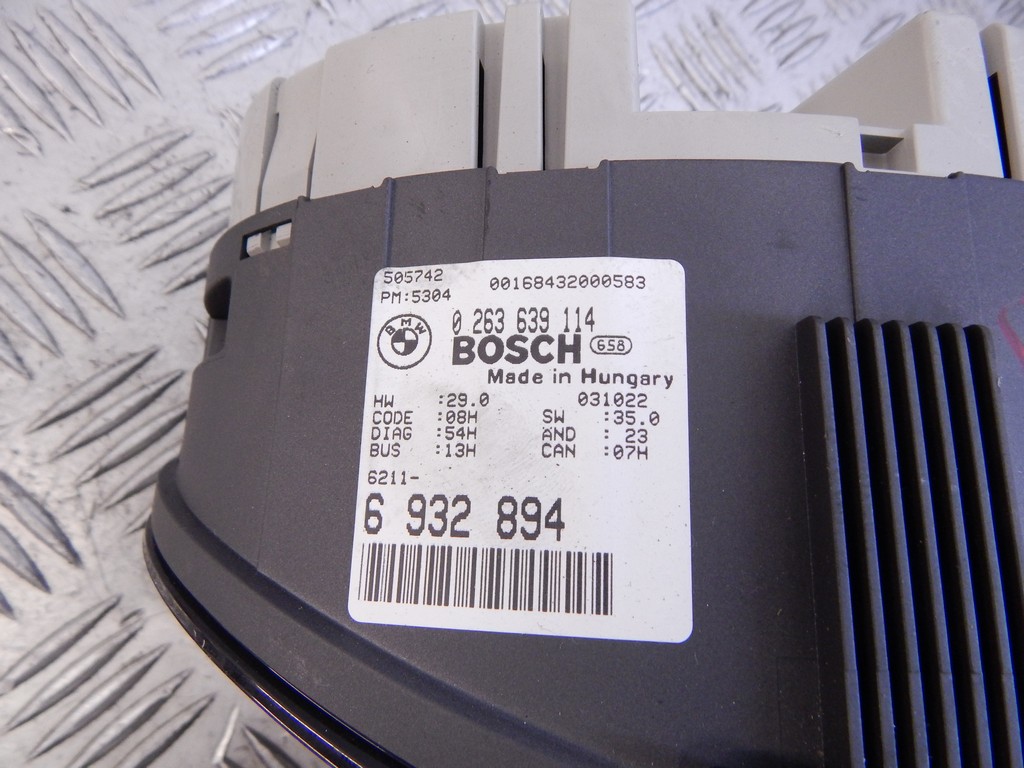 505742 00168432000583
PM:5304
BMW 0 263 639 114
BOSCH 658
Made in Hungary
HW :29.0 031022
CODE :08H SW :35.0
DIAG :54H AND : 23
BUS :13H CAN :07H
6211-
6 932 894